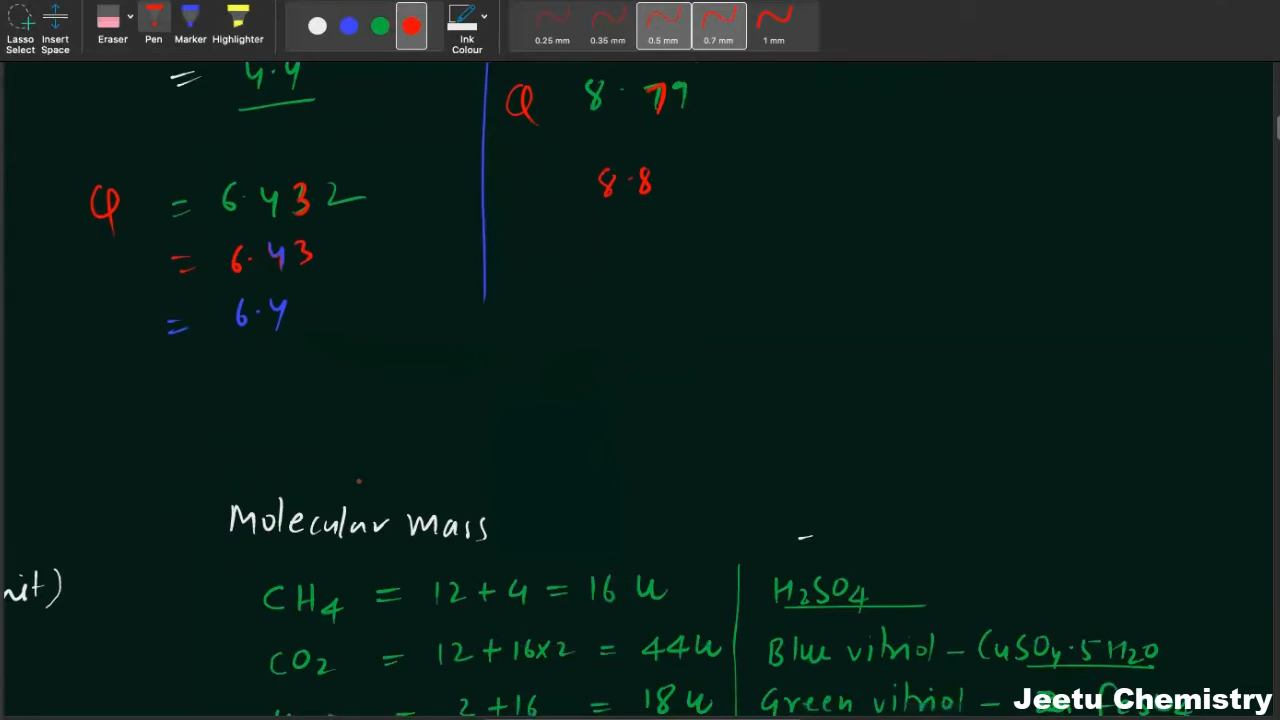 Lasso Select
Insert Space
Eraser
Pen
Marker
Highlighter
Ink Colour
0.25 mm
0.35 mm
0.5 mm
0.7 mm
1 mm
= 4.4
Q = 6.432
= 6.43
= 6.4
Q 8.79
8.8
Molecular mass
nit)
CH4 = 12+4 = 16 u
CO2 = 12+16x2 = 44u
= 2+16 = 18 u
H2SO4
Blue vitriol - CuSO4.5H2O
Green vitriol -
Jeetu Chemistry